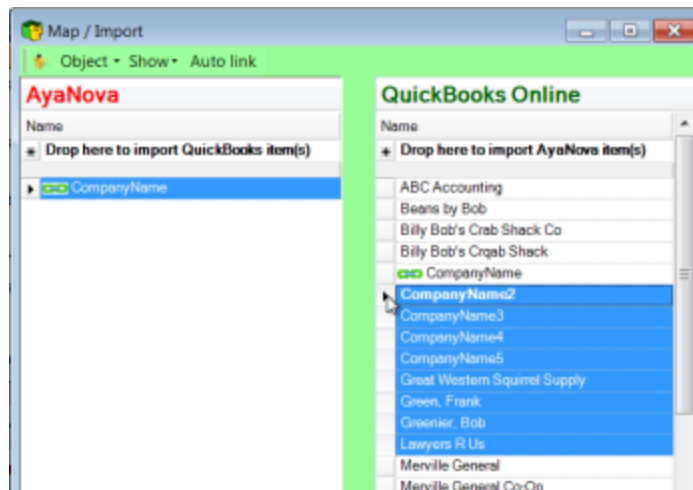 Map / Import
Object Show Auto link
AyaNova
Name
Drop here to import QuickBooks item(s)
CompanyName
QuickBooks Online
Name
Drop here to import AyaNova item(s)
ABC Accounting
Beans by Bob
Billy Bob's Crab Shack Co
Billy Bob's Crqab Shack
CompanyName
CompanyName2
CompanyName3
CompanyName4
CompanyName5
Great Western Squirrel Supply
Green, Frank
Greenier, Bob
Lawyers R Us
Merville General
Merville General Co-Op